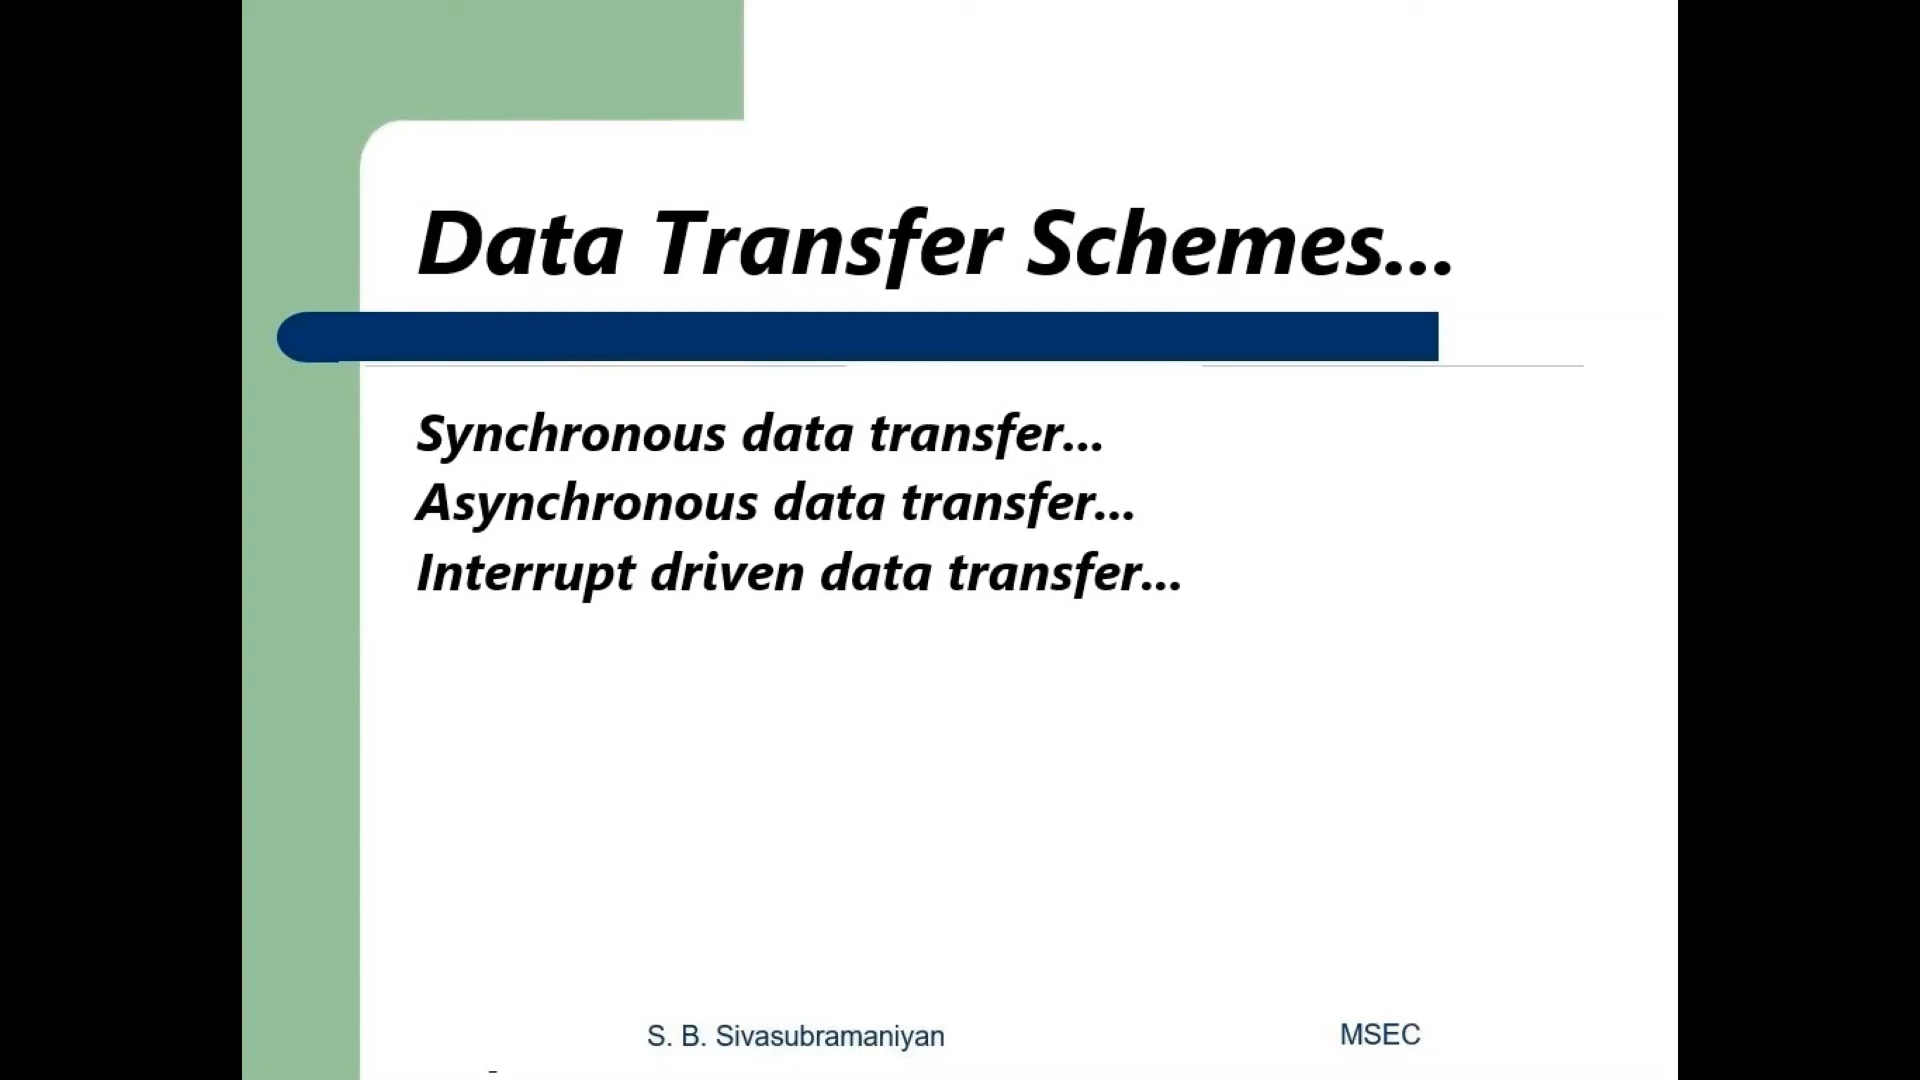 Data Transfer Schemes...
Synchronous data transfer...
Asynchronous data transfer...
Interrupt driven data transfer...
S. B. Sivasubramaniyan
MSEC